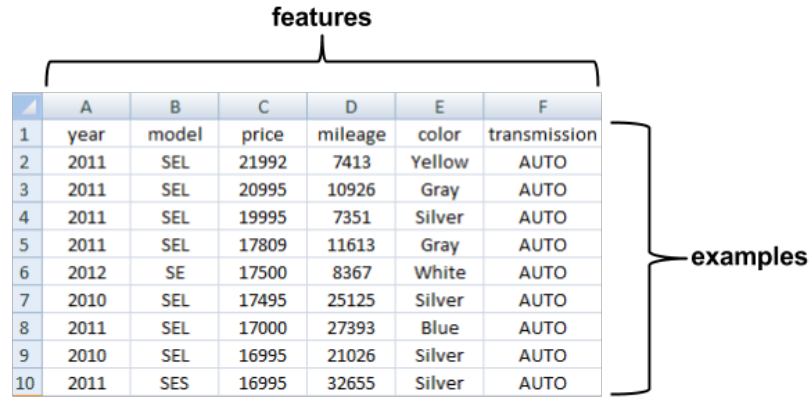 features
A B C D E F
1 year model price mileage color transmission
2 2011 SEL 21992 7413 Yellow AUTO
3 2011 SEL 20995 10926 Gray AUTO
4 2011 SEL 19995 7351 Silver AUTO
5 2011 SEL 17809 11613 Gray AUTO
6 2012 SE 17500 8367 White AUTO
7 2010 SEL 17495 25125 Silver AUTO
8 2011 SEL 17000 27393 Blue AUTO
9 2010 SEL 16995 21026 Silver AUTO
10 2011 SES 16995 32655 Silver AUTO
examples